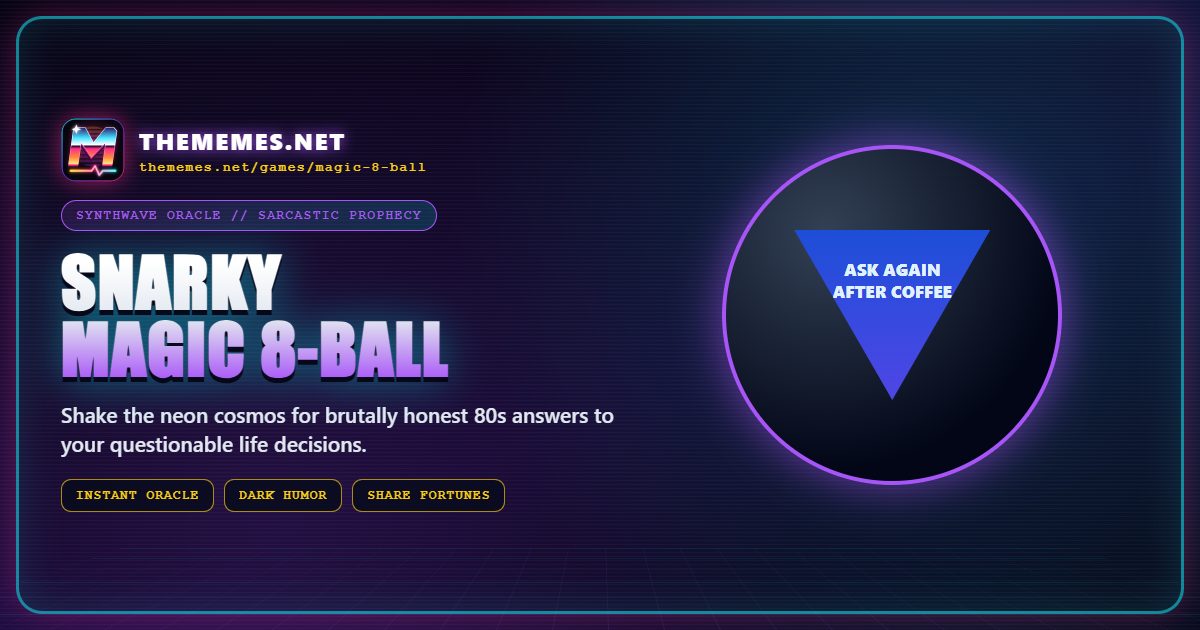 M
THEMEMES.NET
thememes.net/games/magic-8-ball
SYNTHWAVE ORACLE // SARCASTIC PROPHECY
SNARKY
MAGIC 8-BALL
Shake the neon cosmos for brutally honest 80s answers to
your questionable life decisions.
INSTANT ORACLE
DARK HUMOR
SHARE FORTUNES
ASK AGAIN
AFTER COFFEE